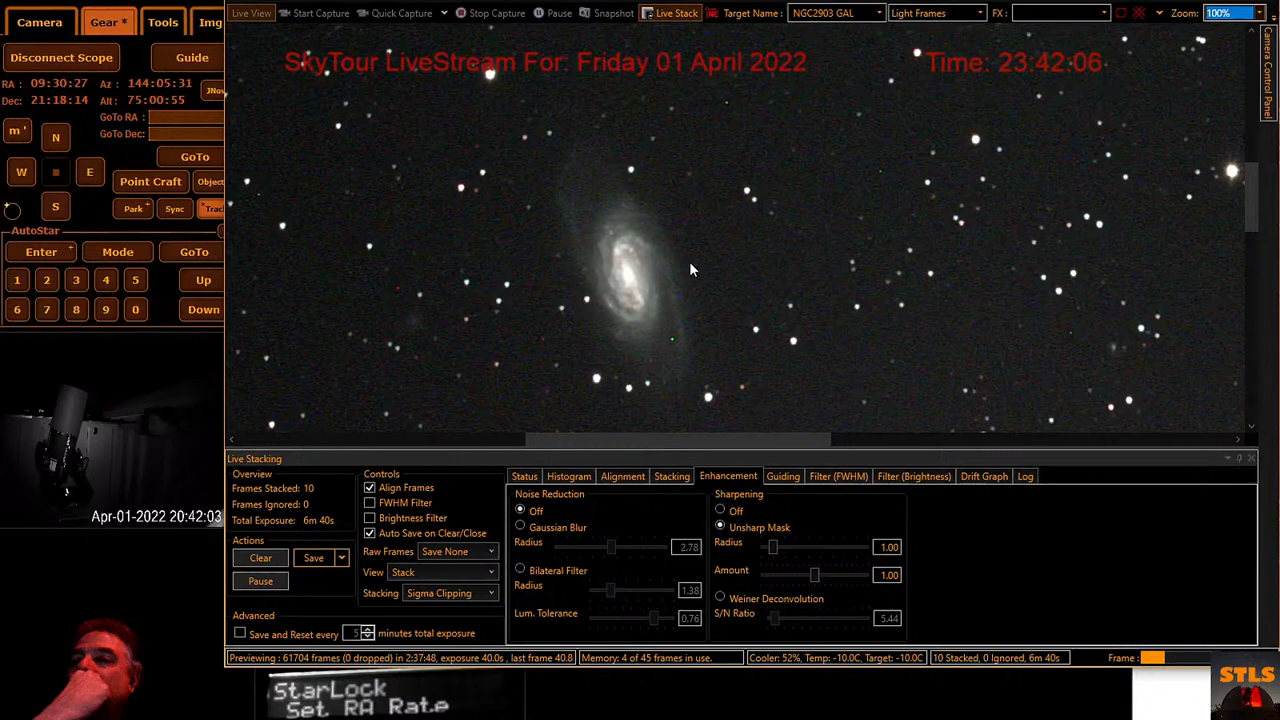 Camera Gear * Tools Img
Live View Start Capture Quick Capture Stop Capture Pause Snapshot Live Stack Target Name : NGC2903 GAL Light Frames FX : Zoom: 100%
Disconnect Scope Guide
SkyTour LiveStream For: Friday 01 April 2022 Time: 23:42:06
Camera Control Panel
RA : 09:30:27 Az : 144:05:31
Dec: 21:18:14 Alt : 75:00:55 JNow
GoTo RA :
GoTo Dec:
m '
N
GoTo
W E Point Craft Object
S Park + Sync Track
AutoStar
Enter + Mode GoTo
1 2 3 4 5 Up
6 7 8 9 0 Down
Apr-01-2022 20:42:03
Live Stacking
Overview
Frames Stacked: 10
Frames Ignored: 0
Total Exposure: 6m 40s
Actions
Clear Save
Pause
Advanced
Save and Reset every 5 minutes total exposure
Controls
Align Frames
FWHM Filter
Brightness Filter
Auto Save on Clear/Close
Raw Frames Save None
View Stack
Stacking Sigma Clipping
Status Histogram Alignment Stacking Enhancement Guiding Filter (FWHM) Filter (Brightness) Drift Graph Log
Noise Reduction
Off
Gaussian Blur
Radius 2.78
Bilateral Filter
Radius 1.38
Lum. Tolerance 0.76
Sharpening
Off
Unsharp Mask
Radius 1.00
Amount 1.00
Weiner Deconvolution
S/N Ratio 5.44
Previewing : 61704 frames (0 dropped) in 2:37:48, exposure 40.0s , last frame 40.8 Memory: 4 of 45 frames in use. Cooler: 52%, Temp: -10.0C, Target: -10.0C 10 Stacked, 0 Ignored, 6m 40s Frame :
StarLock
Set RA Rate
STLS